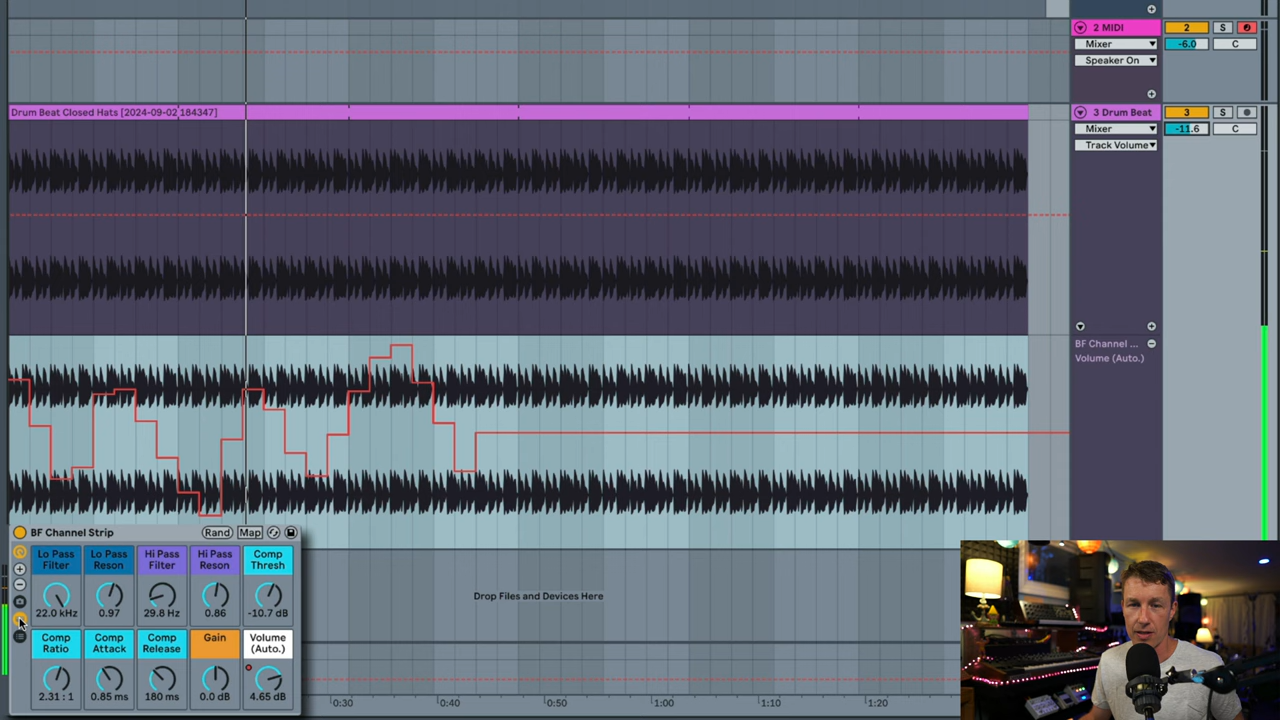 2 MIDI
2
S
Mixer
-6.0
C
Speaker On
Drum Beat Closed Hats [2024-09-02 184347]
3 Drum Beat
3
S
Mixer
-11.6
C
Track Volume
BF Channel ...
Volume (Auto.)
BF Channel Strip
Rand
Map
Lo Pass Filter
Lo Pass Reson
Hi Pass Filter
Hi Pass Reson
Comp Thresh
22.0 kHz
0.97
29.8 Hz
0.86
-10.7 dB
Comp Ratio
Comp Attack
Comp Release
Gain
Volume (Auto.)
2.31 : 1
0.85 ms
180 ms
0.0 dB
4.65 dB
Drop Files and Devices Here
0:30
0:40
0:50
1:00
1:10
1:20